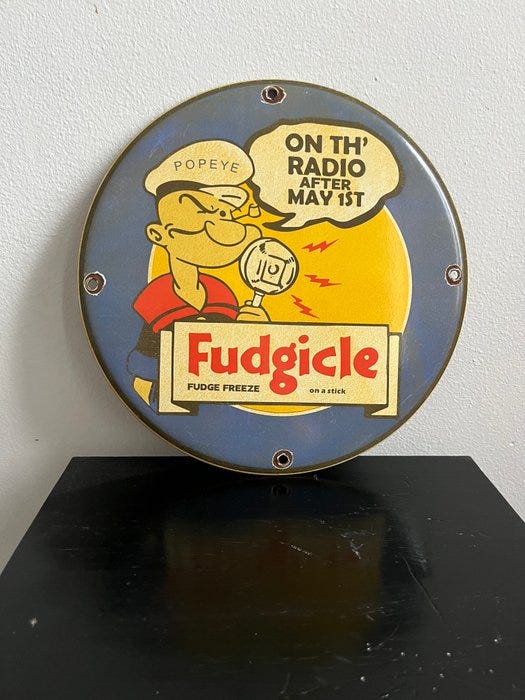 POPEYE
ON TH'
RADIO
AFTER
MAY 1ST
Fudgicle
FUDGE FREEZE on a stick